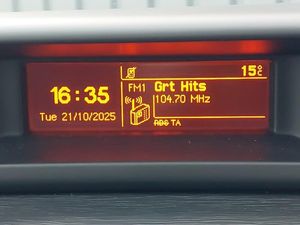 15°C
FM1 Grt Hits
16:35
104.70 MHz
Tue 21/10/2025
RDS TA